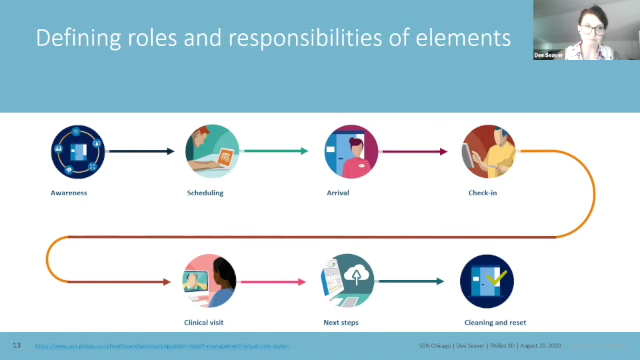 Defining roles and responsibilities of elements
Dee Seaver
Awareness
Scheduling
Arrival
Check-in
Clinical visit
Next steps
Cleaning and reset
13
SDN-Chicago | Dee Seaver | Philips XD | August 20, 2020